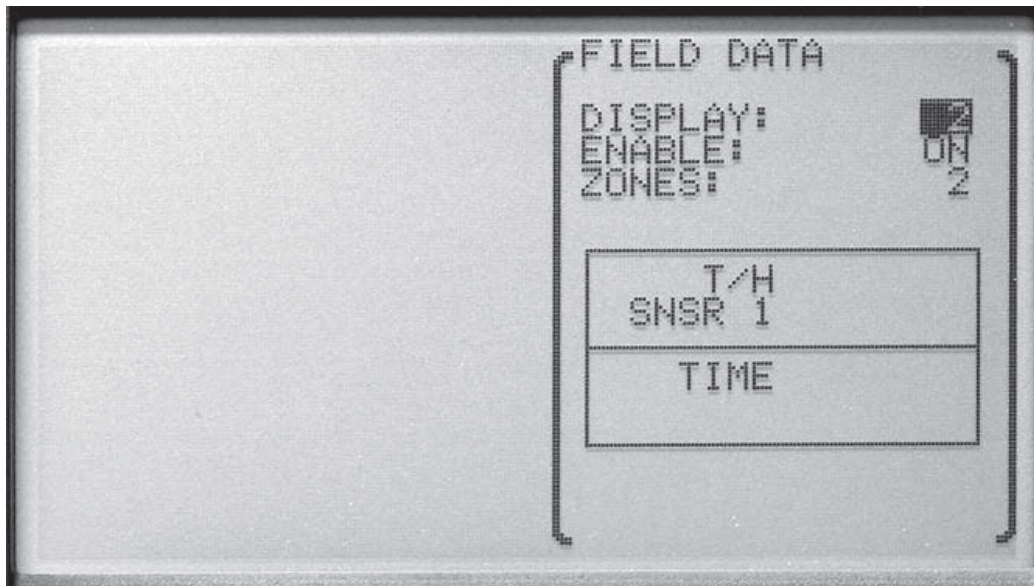 FIELD DATA
DISPLAY: 2
ENABLE: ON
ZONES: 2
T/H
SNSR 1
TIME